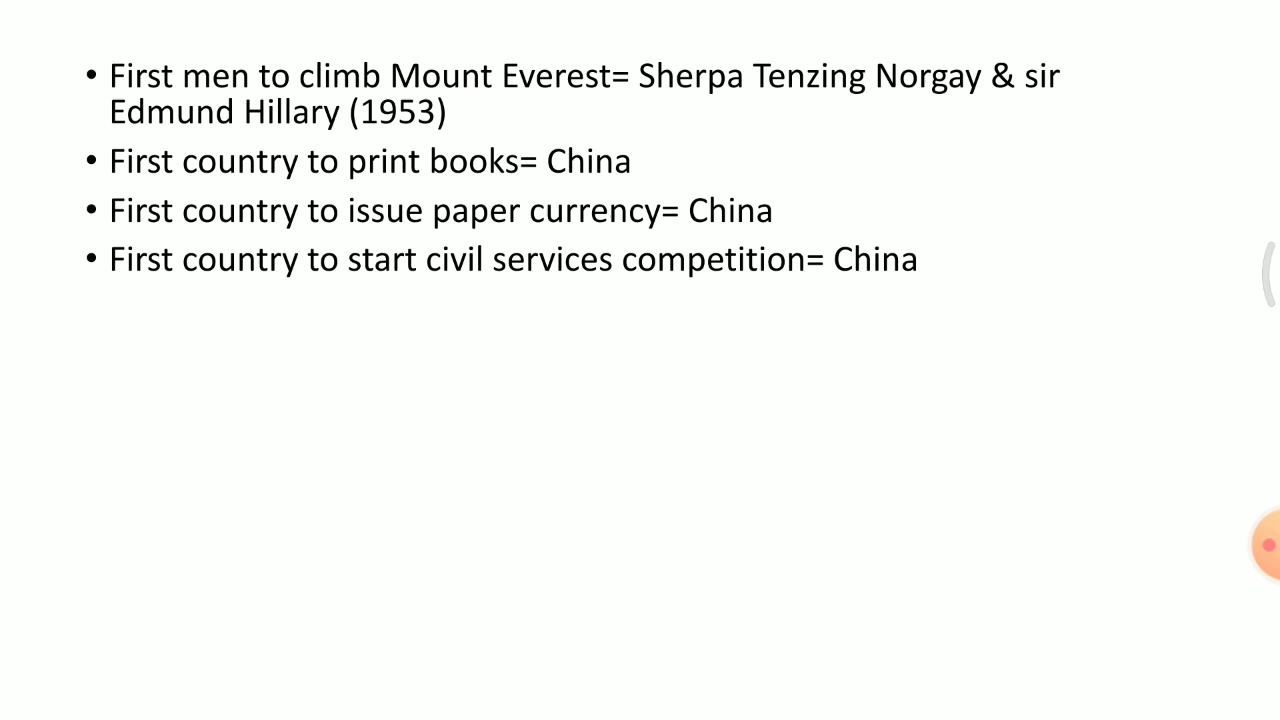 • First men to climb Mount Everest= Sherpa Tenzing Norgay & sir
Edmund Hillary (1953)
• First country to print books= China
• First country to issue paper currency= China
• First country to start civil services competition= China